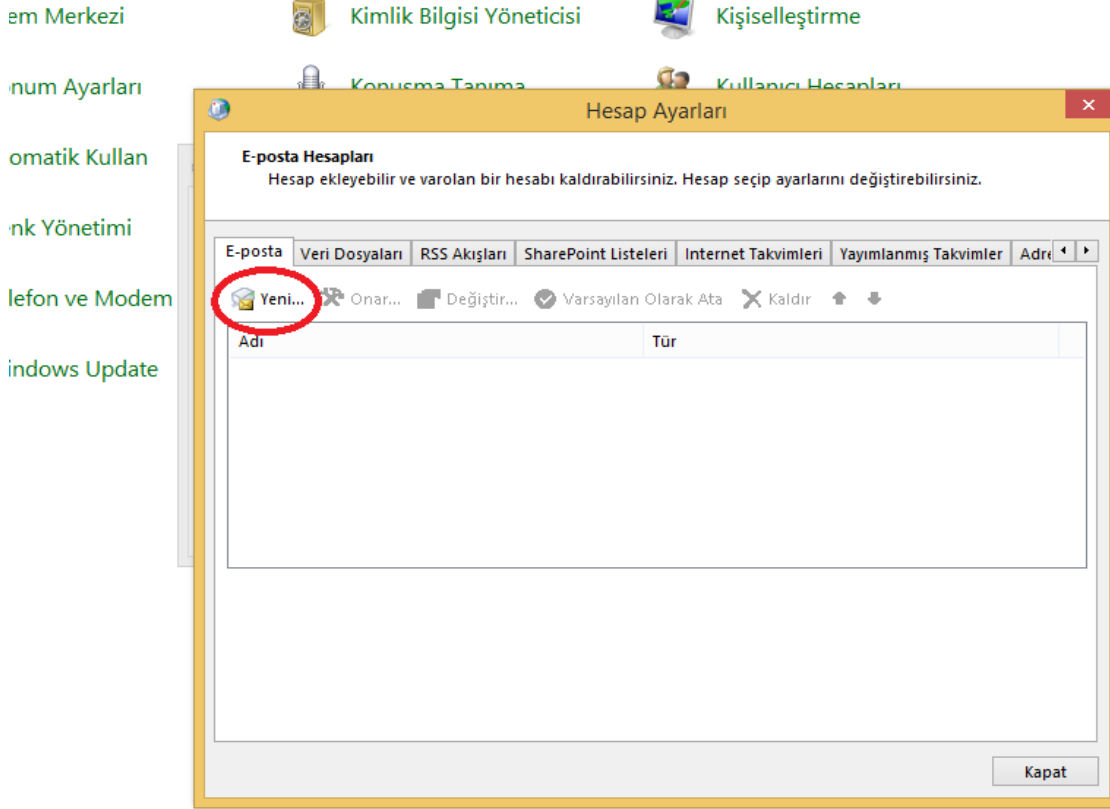 em Merkezi
Kimlik Bilgisi Yöneticisi
Kişiselleştirme
num Ayarları
Konuşma Tanıma
Kullanıcı Hesapları
Hesap Ayarları
omatik Kullan
E-posta Hesapları
Hesap ekleyebilir ve varolan bir hesabı kaldırabilirsiniz. Hesap seçip ayarlarını değiştirebilirsiniz.
nk Yönetimi
E-posta Veri Dosyaları RSS Akışları SharePoint Listeleri Internet Takvimleri Yayımlanmış Takvimler Adre
lefon ve Modem
Yeni... Onar... Değiştir... Varsayılan Olarak Ata Kaldır
Adı Tür
indows Update
Kapat